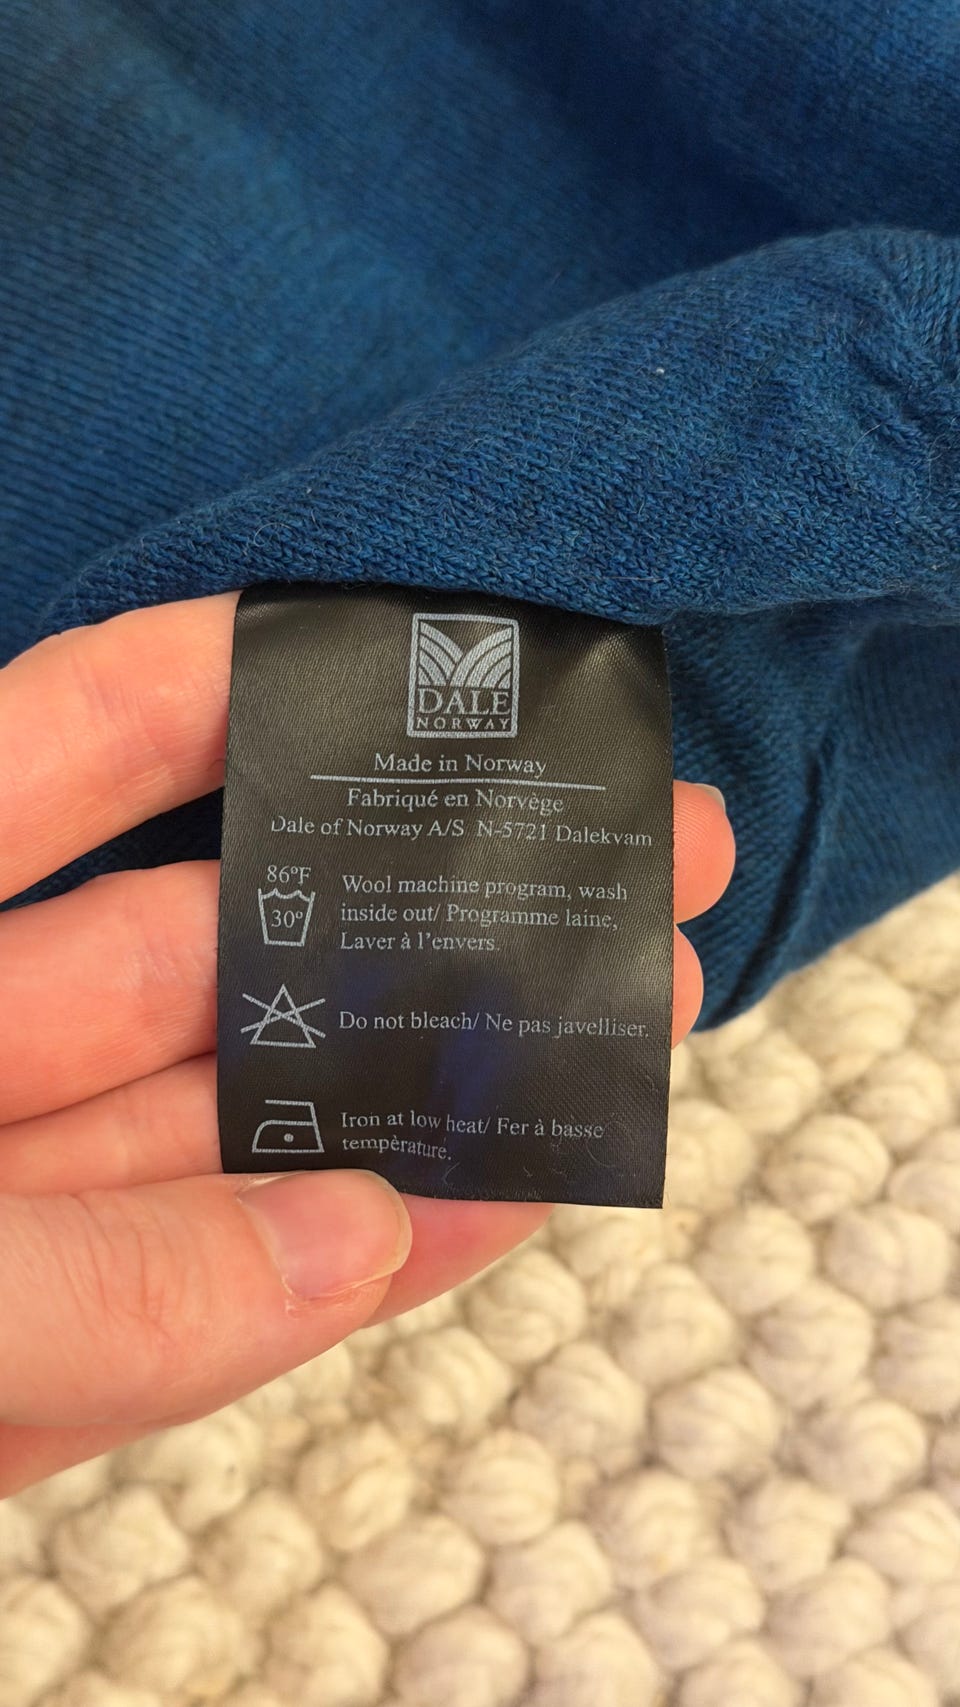 DALE
NORWAY
Made in Norway
Fabriqué en Norvège
Dale of Norway A/S N-5721 Dalekvam
86ºF
30º
Wool machine program, wash
inside out/ Programme laine,
Laver à l'envers.
Do not bleach/ Ne pas javelliser.
Iron at low heat/ Fer à basse
tempèrature.